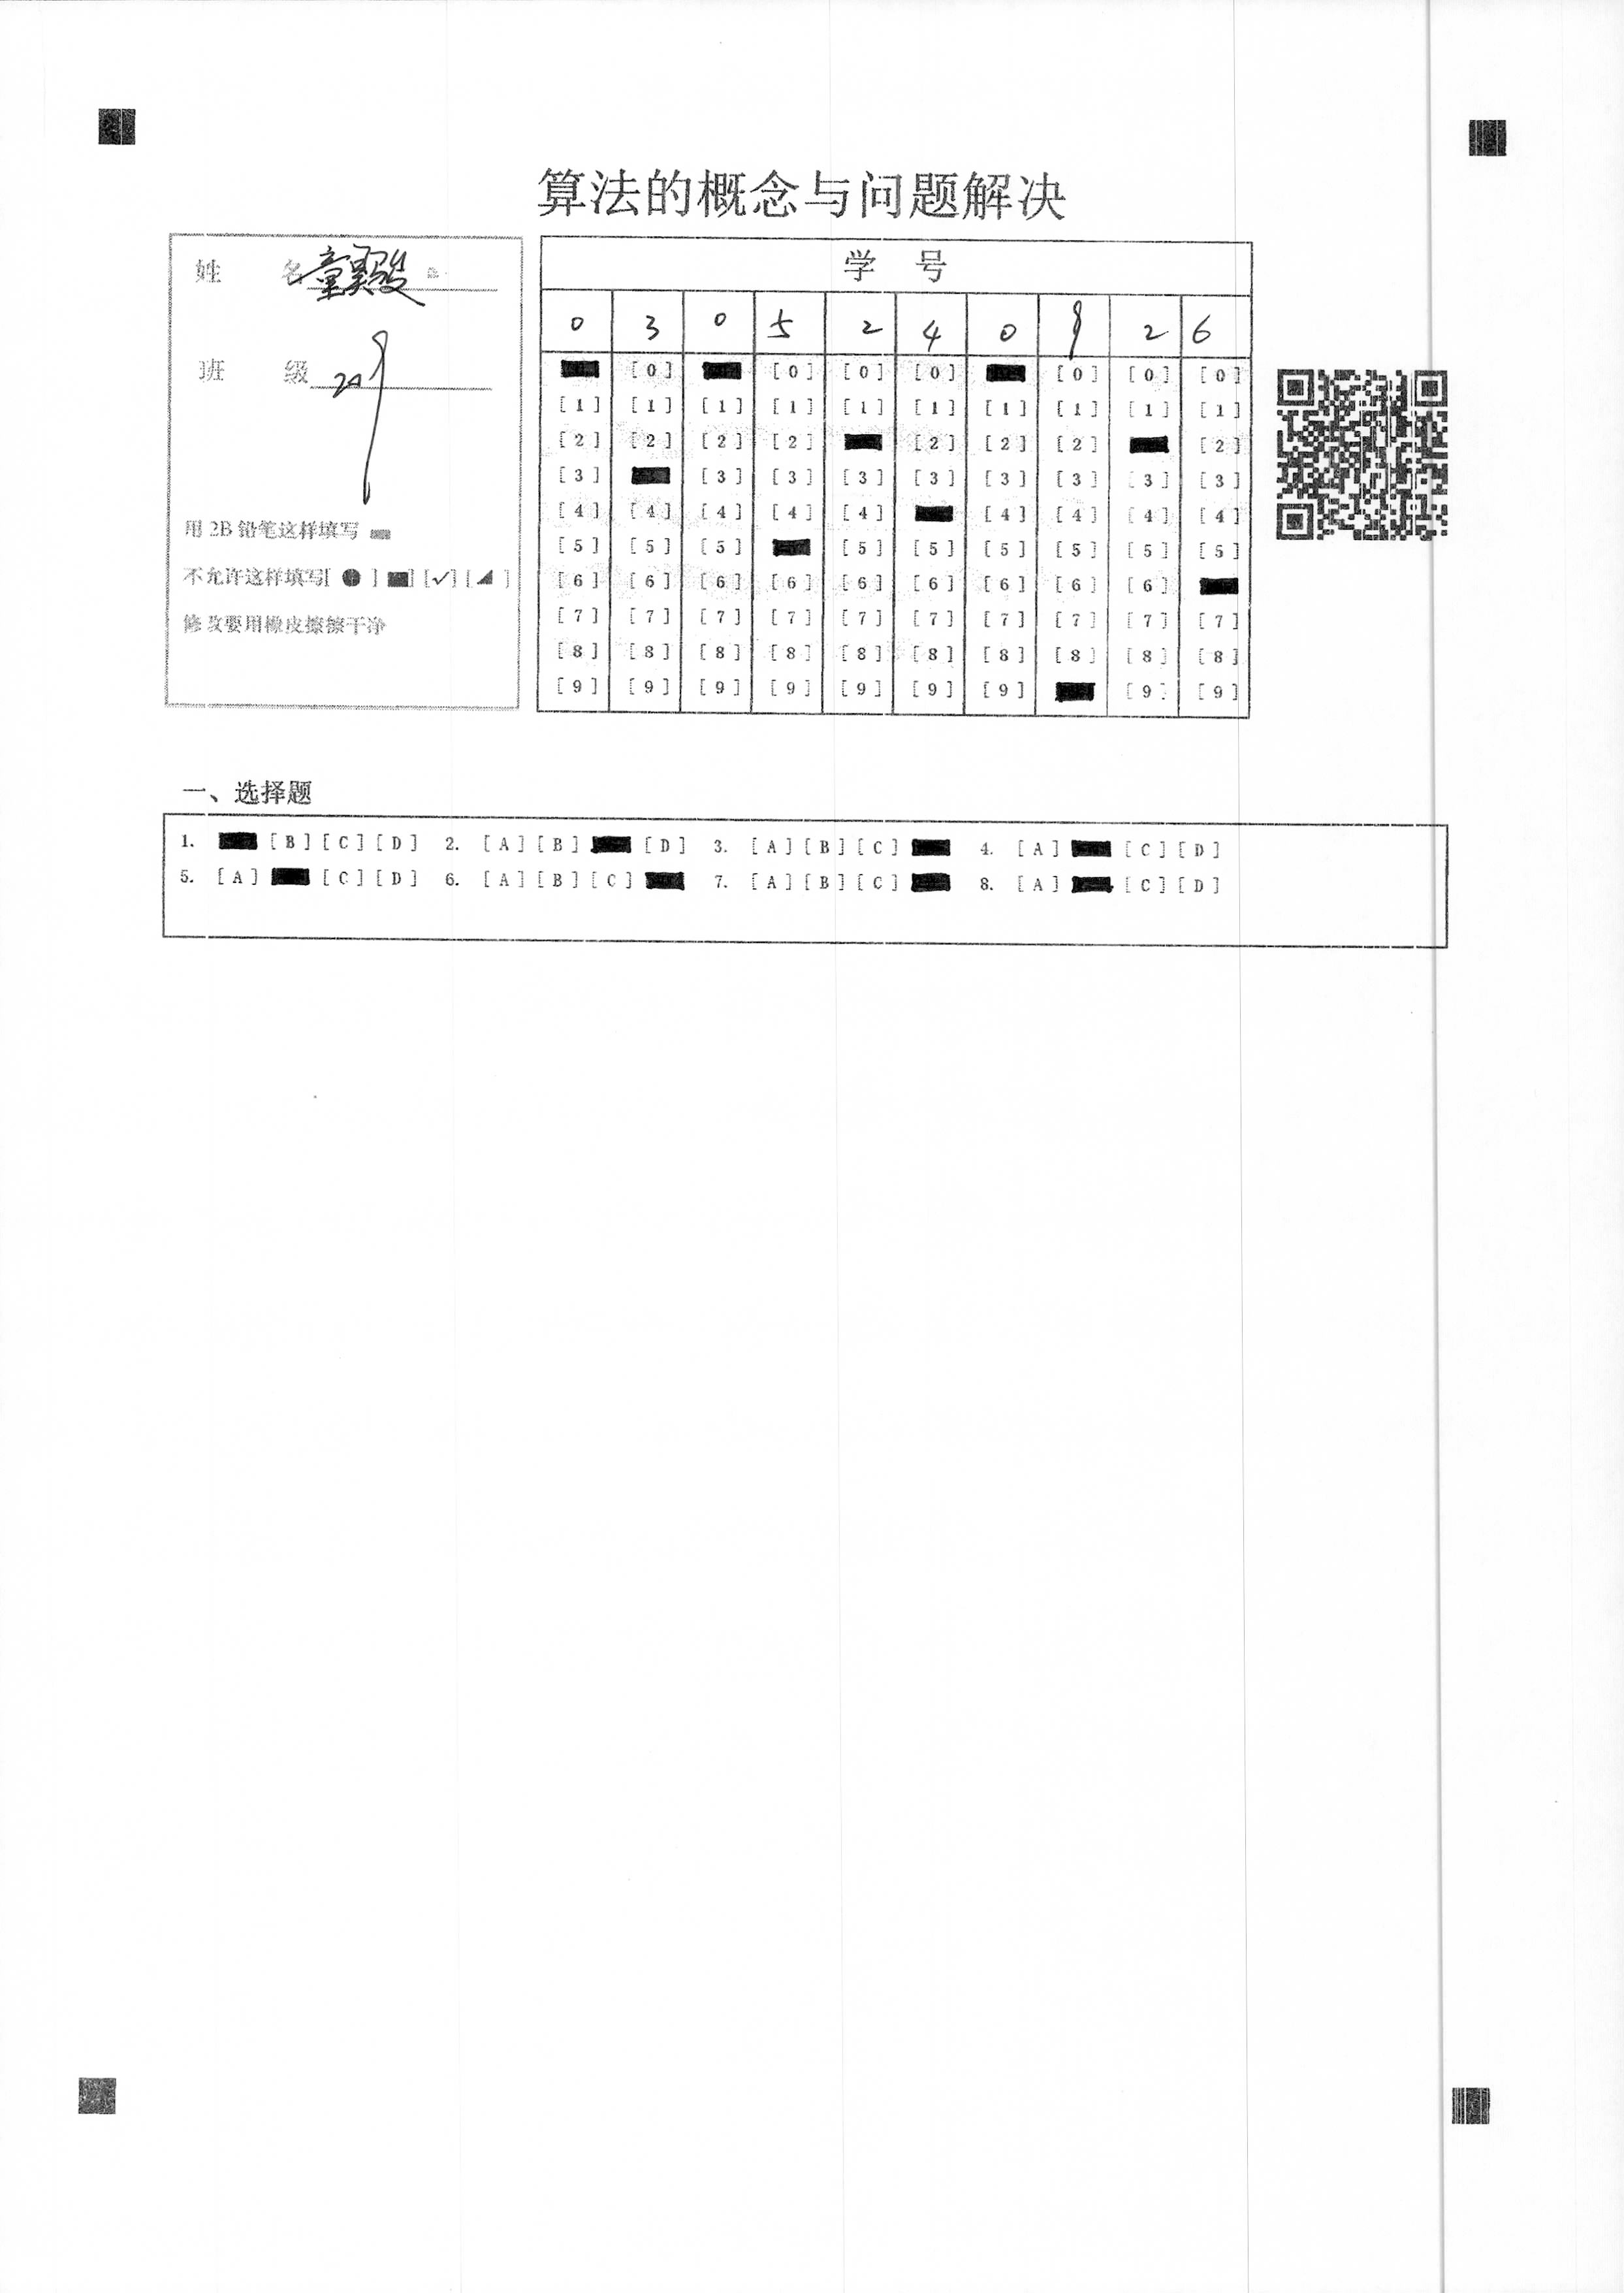 算法的概念与问题解决
姓 名 童昊骏
班 级 209
用 2B 铅笔这样填写
不允许这样填写[ ● ] [✓] [ ]
修改要用橡皮擦擦干净
学 号
0 3 0 5 2 4 0 9 2 6
[0] [0] [0] [0] [0] [0] [0]
[1] [1] [1] [1] [1] [1] [1] [1] [1] [1]
[2] [2] [2] [2] [2] [2] [2] [2]
[3] [3] [3] [3] [3] [3] [3] [3] [3]
[4] [4] [4] [4] [4] [4] [4] [4] [4]
[5] [5] [5] [5] [5] [5] [5] [5] [5]
[6] [6] [6] [6] [6] [6] [6] [6] [6]
[7] [7] [7] [7] [7] [7] [7] [7] [7] [7]
[8] [8] [8] [8] [8] [8] [8] [8] [8] [8]
[9] [9] [9] [9] [9] [9] [9] [9] [9]
一、选择题
1. [B] [C] [D] 2. [A] [B] [D] 3. [A] [B] [C] 4. [A] [C] [D]
5. [A] [C] [D] 6. [A] [B] [C] 7. [A] [B] [C] 8. [A] [C] [D]